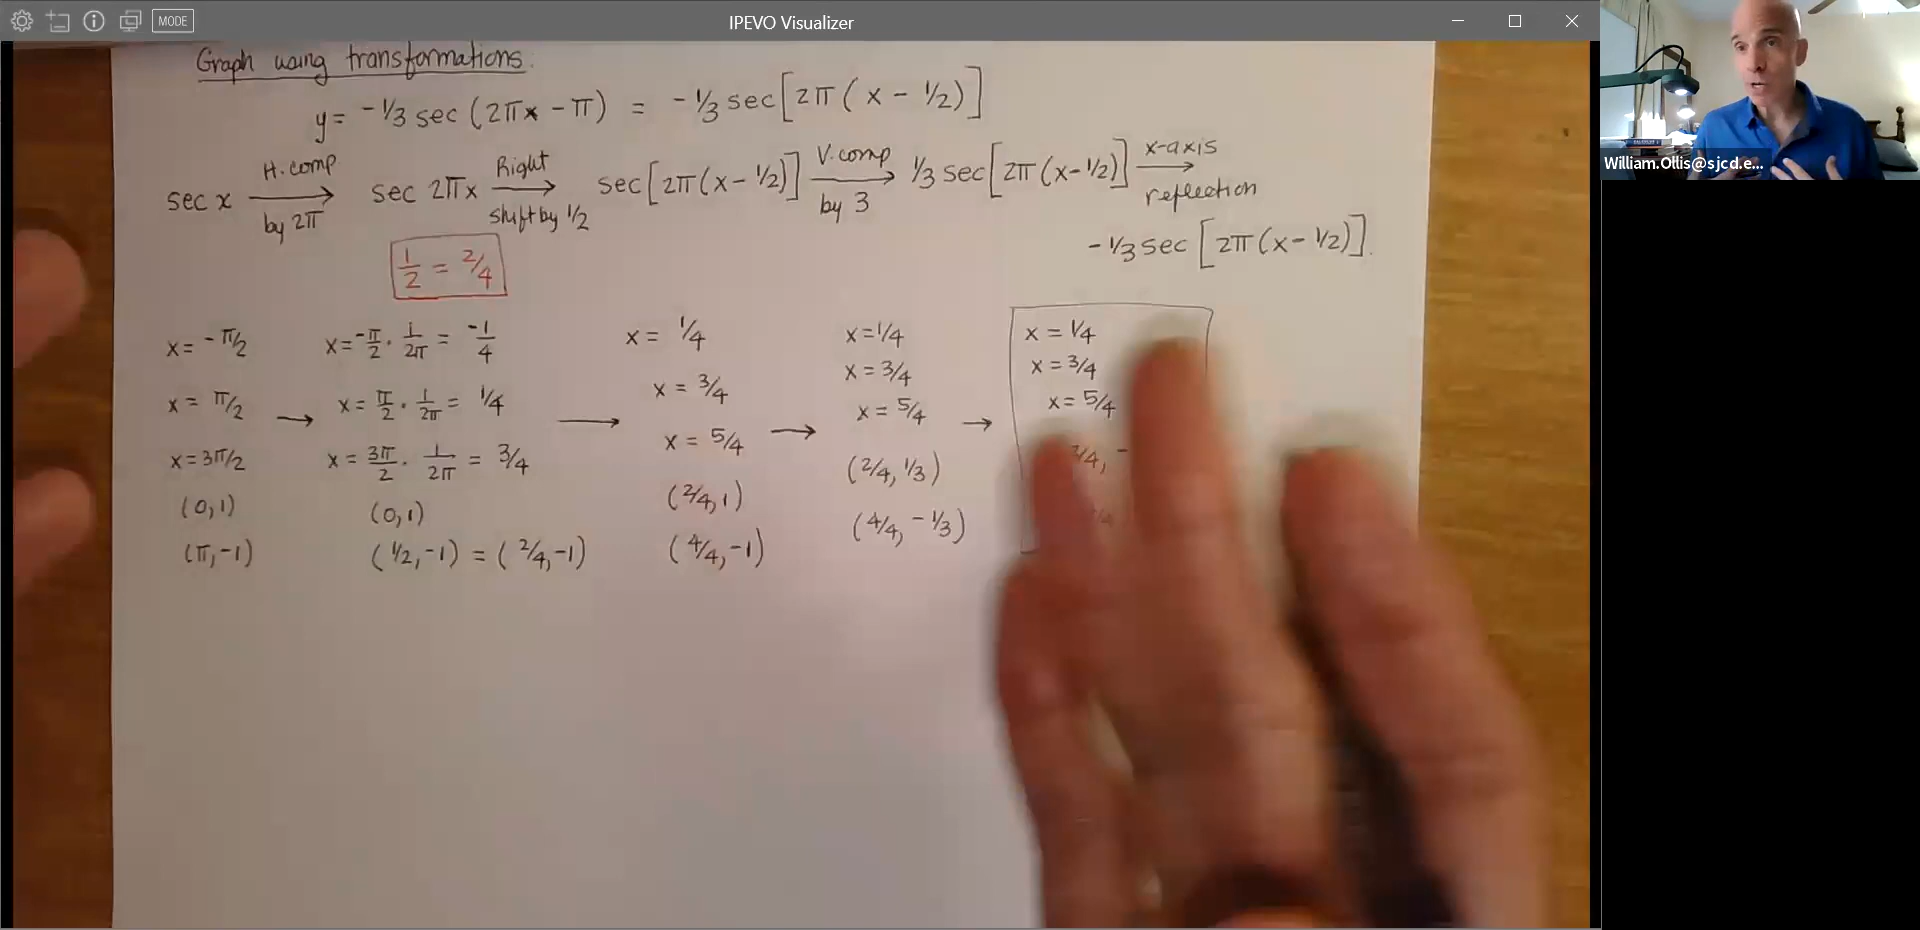 MODE
IPEVO Visualizer
William.Ollis@sjcd.e...
Graph using transformations.
y = -1/3 sec (2πx - π) = -1/3 sec [2π (x - 1/2)]
sec x H. comp by 2π → sec 2πx Right shift by 1/2 → sec [2π(x - 1/2)] V. comp by 3 → 1/3 sec [2π(x-1/2)] x-axis reflection →
-1/3 sec [2π(x-1/2)].
1/2 = 2/4
x = -π/2
x = π/2 →
x = 3π/2
(0,1)
(π,-1)
x = -π/2 · 1/2π = -1/4
x = π/2 · 1/2π = 1/4
x = 3π/2 · 1/2π = 3/4
(0,1)
(1/2,-1) = (2/4,-1)
→
x = 1/4
x = 3/4
x = 5/4 →
(2/4,1)
(4/4,-1)
x=1/4
x = 3/4
x = 5/4 →
(2/4, 1/3)
(4/4, -1/3)
x = 1/4
x = 3/4
x = 5/4